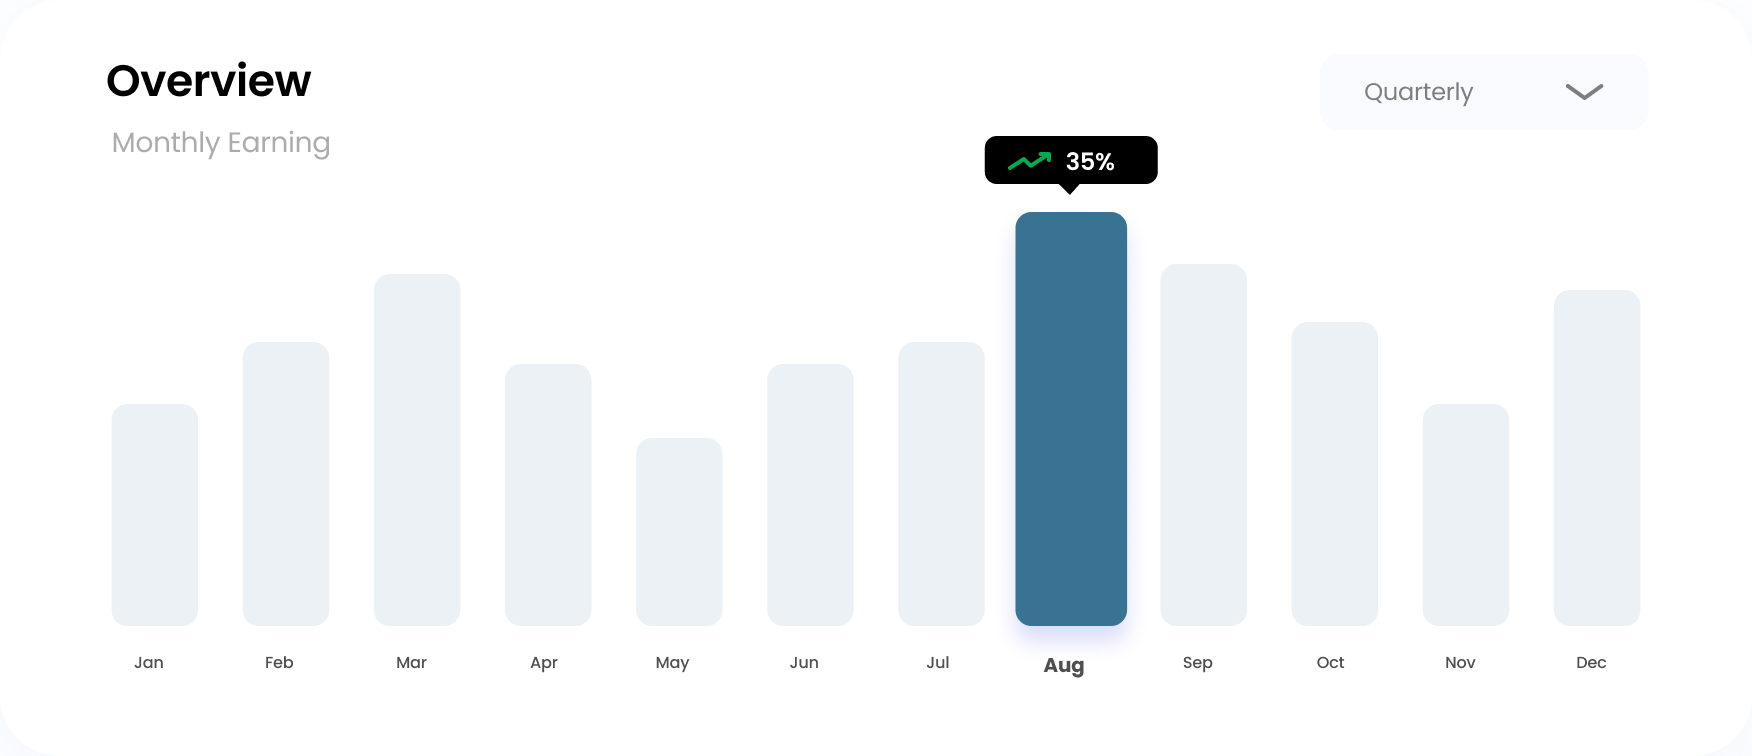 Overview
Quarterly
Monthly Earning
35%
Jan Feb Mar Apr May Jun Jul Aug Sep Oct Nov Dec